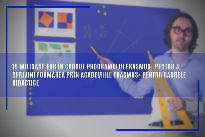 15 MILIOANE EUR ÎN CADRUL PROGRAMULUI ERASMUS+ PENTRU A
SPRIJINI FORMAREA PRIN ACADEMIILE ERASMUS+ PENTRU CADRELE
DIDACTICE